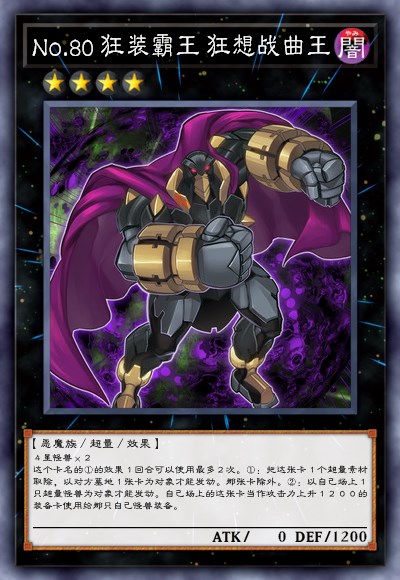 No.80 狂装霸王 狂想战曲王
やみ
闇
【恶魔族／超量／效果】
４星怪兽×２
这个卡名的①的效果１回合可以使用最多２次。①：把这张卡１个超量素材
取除，以对方墓地１张卡为对象才能发动。那张卡除外。②：以自己场上１
只超量怪兽为对象才能发动。自己场上的这张卡当作攻击力上升１２００的
装备卡使用给那只自己怪兽装备。
ATK/ 0 DEF/1200